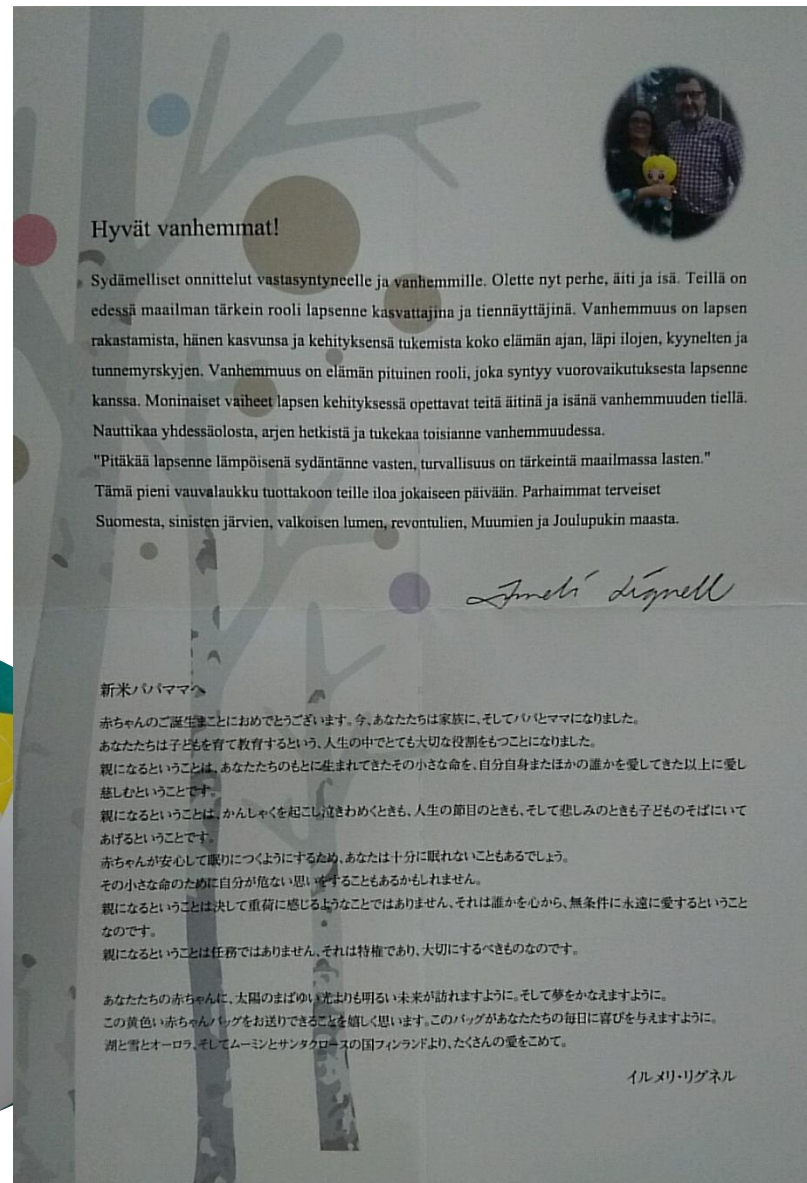 Hyvät vanhemmat!
Sydämelliset onnittelut vastasyntyneelle ja vanhemmille. Olette nyt perhe, äiti ja isä. Teillä on
edessä maailman tärkein rooli lapsenne kasvattajina ja tiennäyttäjinä. Vanhemmuus on lapsen
rakastamista, hänen kasvunsa ja kehityksensä tukemista koko elämän ajan, läpi ilojen, kyynelten ja
tunnemyrskyjen. Vanhemmuus on elämän pituinen rooli, joka syntyy vuorovaikutuksesta lapsenne
kanssa. Moninaiset vaiheet lapsen kehityksessä opettavat teitä äitinä ja isänä vanhemmuuden tiellä.
Nauttikaa yhdessäolosta, arjen hetkistä ja tukekaa toisianne vanhemmuudessa.
"Pitäkää lapsenne lämpöisenä sydäntänne vasten, turvallisuus on tärkeintä maailmassa lasten."
Tämä pieni vauvalaukku tuottakoon teille iloa jokaiseen päivään. Parhaimmat terveiset
Suomesta, sinisten järvien, valkoisen lumen, revontulien, Muumien ja Joulupukin maasta.
新米パパママへ
赤ちゃんのご誕生まことにおめでとうございます。今、あなたたちは家族に、そしてパパとママになりました。
あなたたちは子どもを育て教育するという、人生の中でとても大切な役割をもつことになりました。
親になるということは、あなたたちのもとに生まれてきたその小さな命を、自分自身またほかの誰かを愛してきた以上に愛し
慈しむということです。
親になるということは、かんしゃくを起こし泣きわめくときも、人生の節目のときも、そして悲しみのときも子どものそばにいて
あげるということです。
赤ちゃんが安心して眠りにつくようにするため、あなたは十分に眠れないこともあるでしょう。
その小さな命のために自分が危ない思いをすることもあるかもしれません。
親になるということは決して重荷に感じるようなことではありません、それは誰かを心から、無条件に永遠に愛するということ
なのです。
親になるということは任務ではありません、それは特権であり、大切にするべきものなのです。
あなたたちの赤ちゃんに、太陽のまばゆい光よりも明るい未来が訪れますように。そして夢をかなえますように。
この黄色い赤ちゃんバッグをお送りできることを嬉しく思います。このバッグがあなたたちの毎日に喜びを与えますように。
湖と雪とオーロラ、そしてムーミンとサンタクロースの国フィンランドより、たくさんの愛をこめて。
イルメリ・リグネル